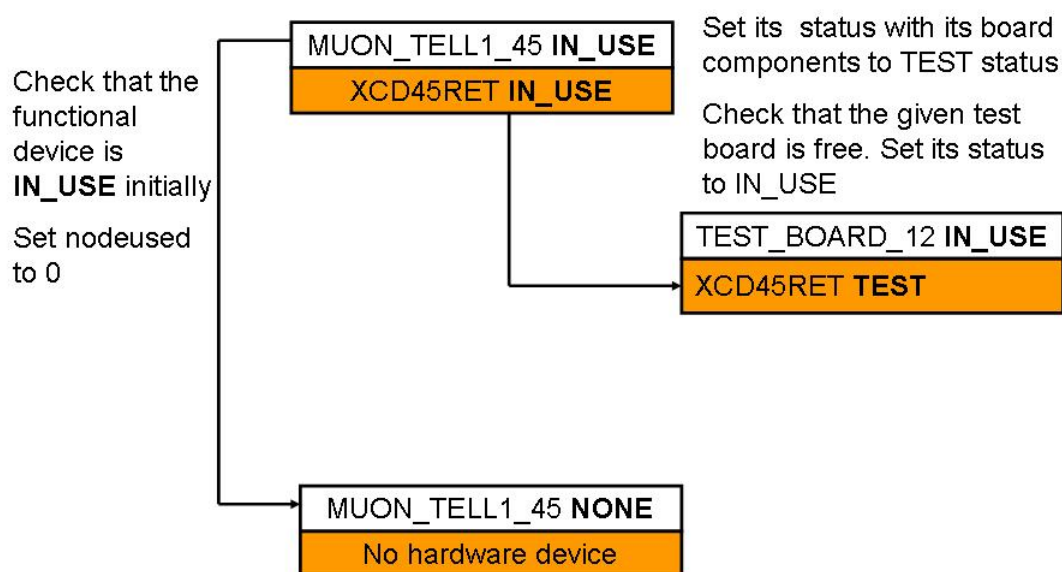 MUON_TELL1_45 IN_USE
XCD45RET IN_USE
Set its  status with its board
components to TEST status
Check that the given test
board is free. Set its status
to IN_USE
Check that the
functional
device is
IN_USE initially
Set nodeused
to 0
TEST_BOARD_12 IN_USE
XCD45RET TEST
MUON_TELL1_45 NONE
No hardware device